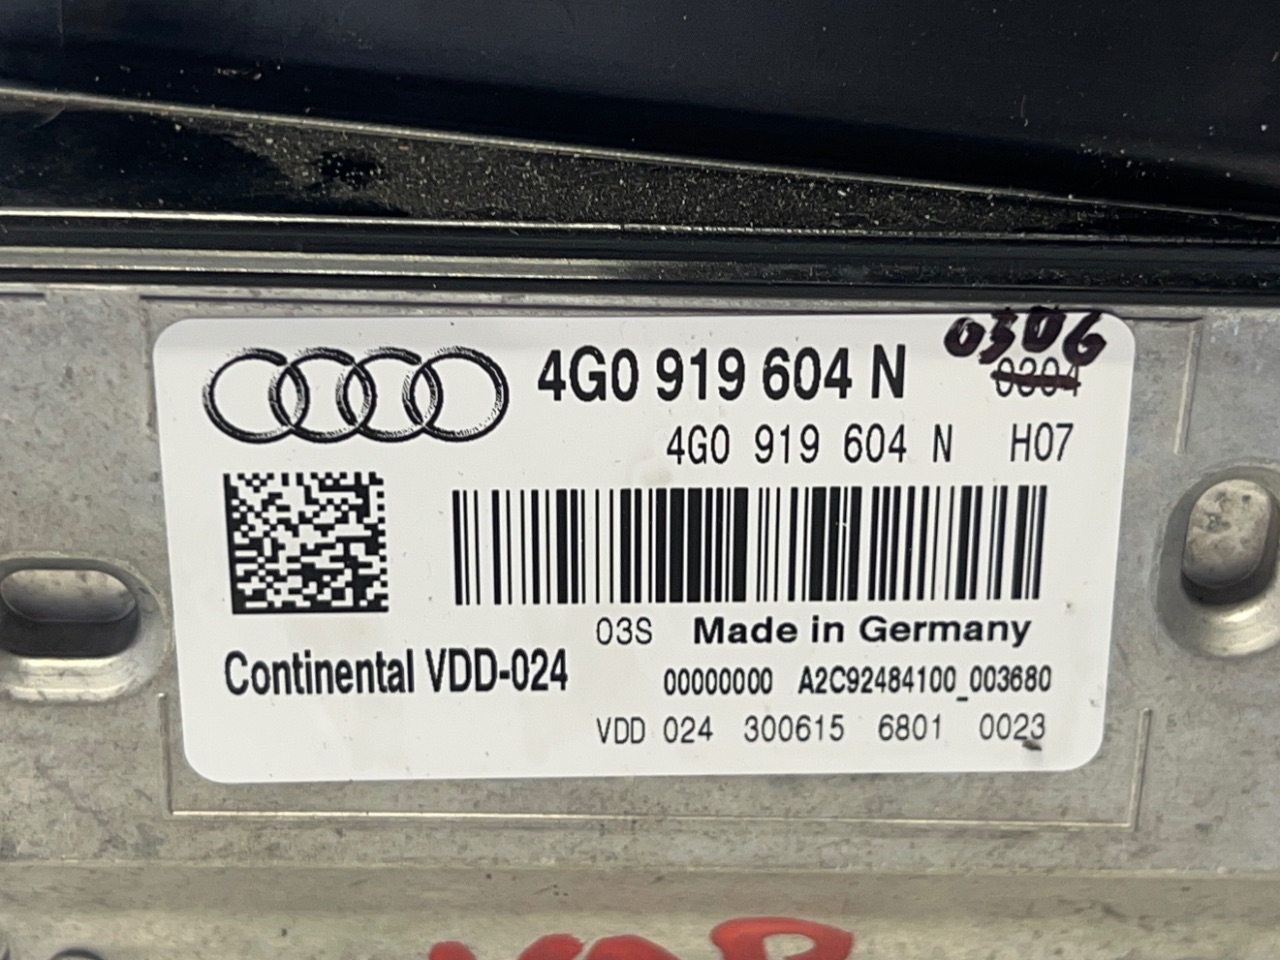 0306
4G0 919 604 N 0304
4G0 919 604 N H07
03S Made in Germany
Continental VDD-024
00000000 A2C92484100_003680
VDD 024 300615 6801 0023